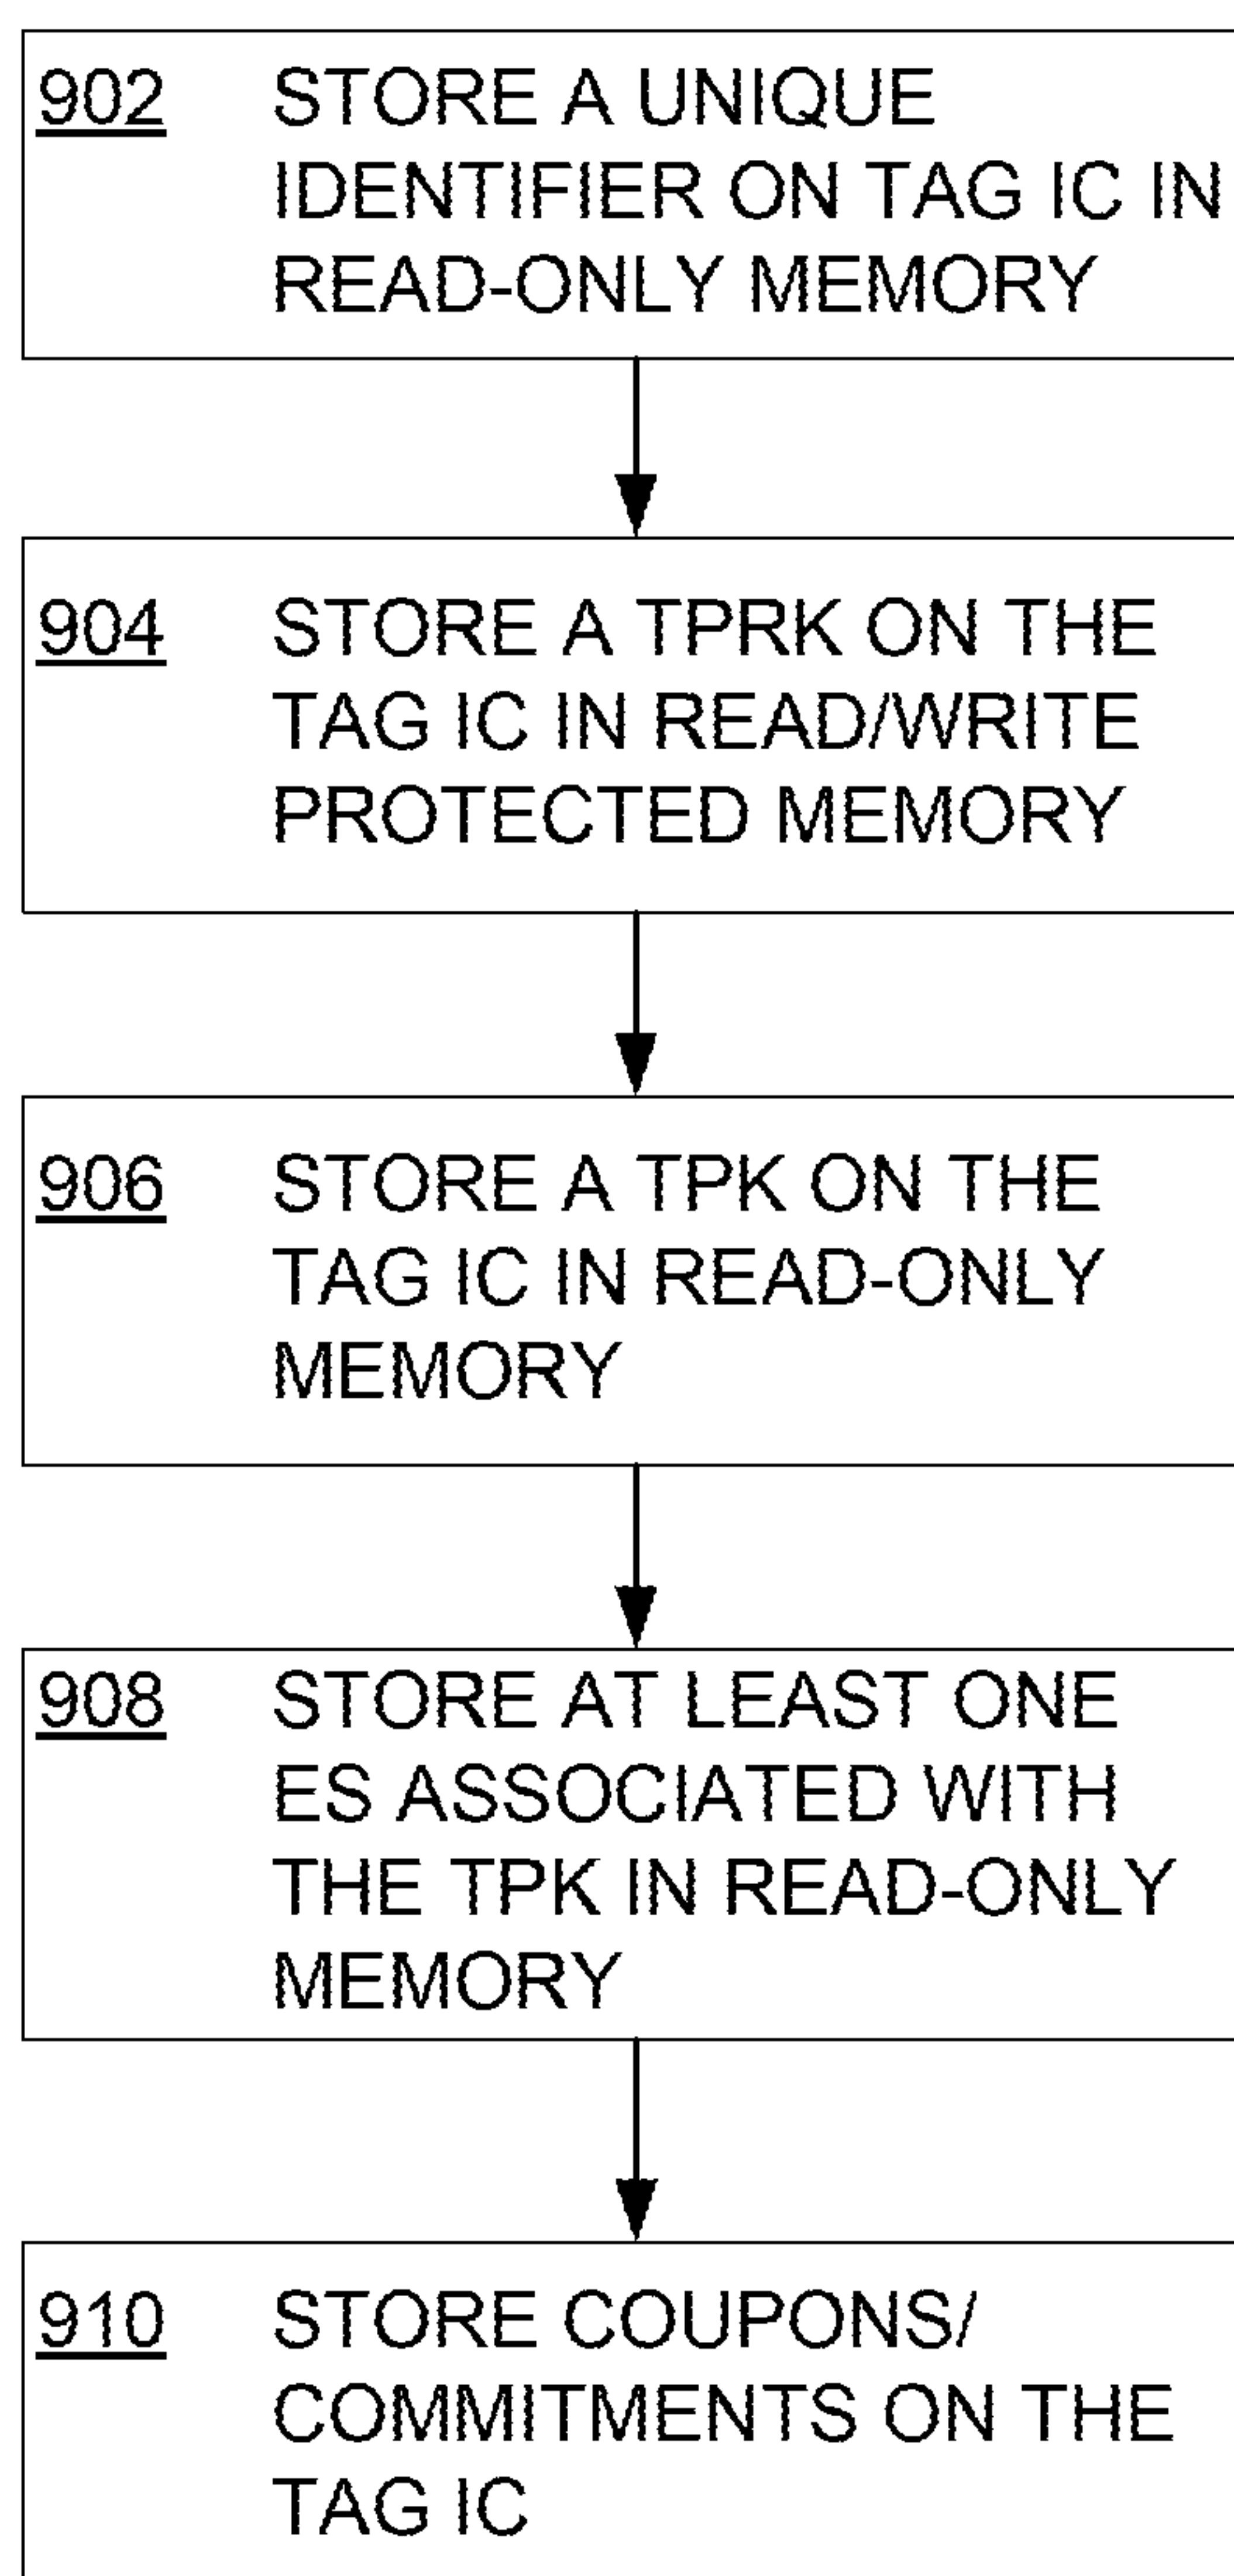 902 STORE A UNIQUE
IDENTIFIER ON TAG IC IN
READ-ONLY MEMORY
904 STORE A TPRK ON THE
TAG IC IN READ/WRITE
PROTECTED MEMORY
906 STORE A TPK ON THE
TAG IC IN READ-ONLY
MEMORY
908 STORE AT LEAST ONE
ES ASSOCIATED WITH
THE TPK IN READ-ONLY
MEMORY
910 STORE COUPONS/
COMMITMENTS ON THE
TAG IC